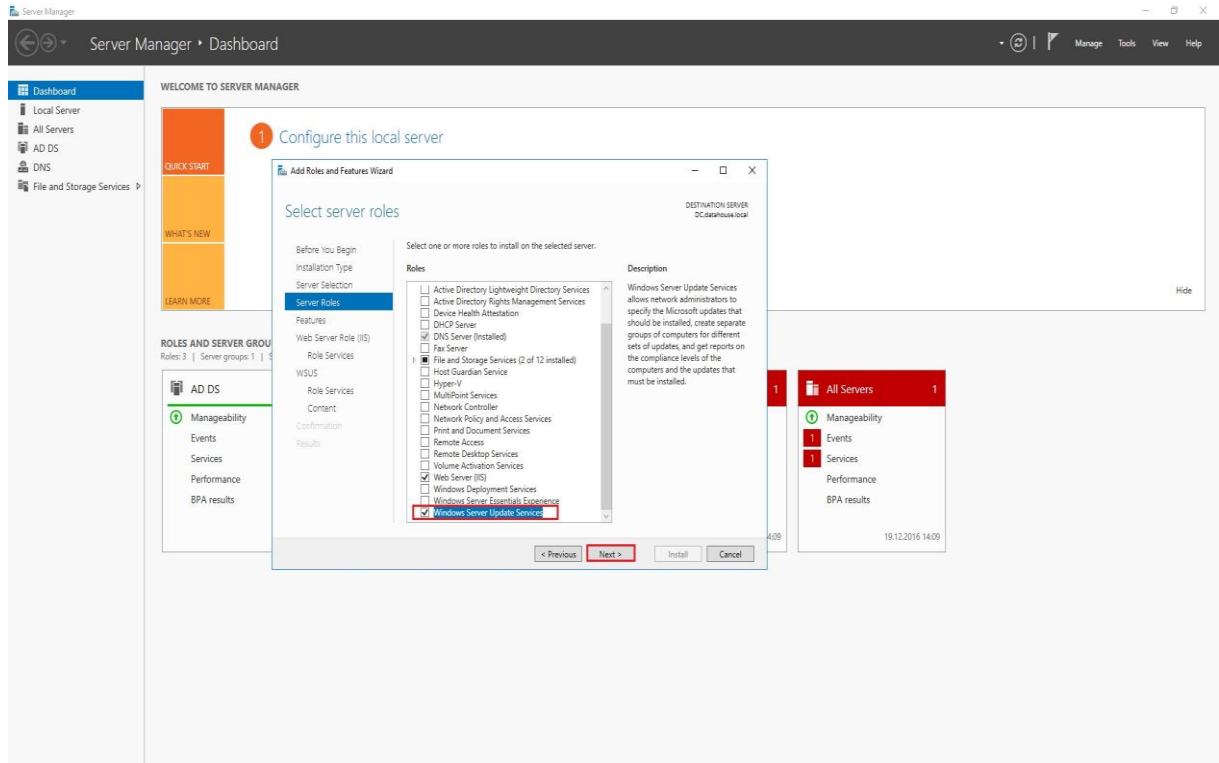 Server Manager
Server Manager • Dashboard
Manage Tools View Help
Dashboard
Local Server
All Servers
AD DS
DNS
File and Storage Services
WELCOME TO SERVER MANAGER
QUICK START
WHAT'S NEW
LEARN MORE
1 Configure this local server
Hide
ROLES AND SERVER GROU
Roles: 3 | Server groups: 1 | S
AD DS
Manageability
Events
Services
Performance
BPA results
Add Roles and Features Wizard
Select server roles
DESTINATION SERVER
DC.datahouse.local
Before You Begin
Installation Type
Server Selection
Server Roles
Features
Web Server Role (IIS)
Role Services
WSUS
Role Services
Content
Confirmation
Results
Select one or more roles to install on the selected server.
Roles
Active Directory Lightweight Directory Services
Active Directory Rights Management Services
Device Health Attestation
DHCP Server
DNS Server (Installed)
Fax Server
File and Storage Services (2 of 12 installed)
Host Guardian Service
Hyper-V
MultiPoint Services
Network Controller
Network Policy and Access Services
Print and Document Services
Remote Access
Remote Desktop Services
Volume Activation Services
Web Server (IIS)
Windows Deployment Services
Windows Server Essentials Experience
Windows Server Update Services
Description
Windows Server Update Services
allows network administrators to
specify the Microsoft updates that
should be installed, create separate
groups of computers for different
sets of updates, and get reports on
the compliance levels of the
computers and the updates that
must be installed.
< Previous Next > Install Cancel
1
4:09
All Servers 1
Manageability
1 Events
1 Services
Performance
BPA results
19.12.2016 14:09